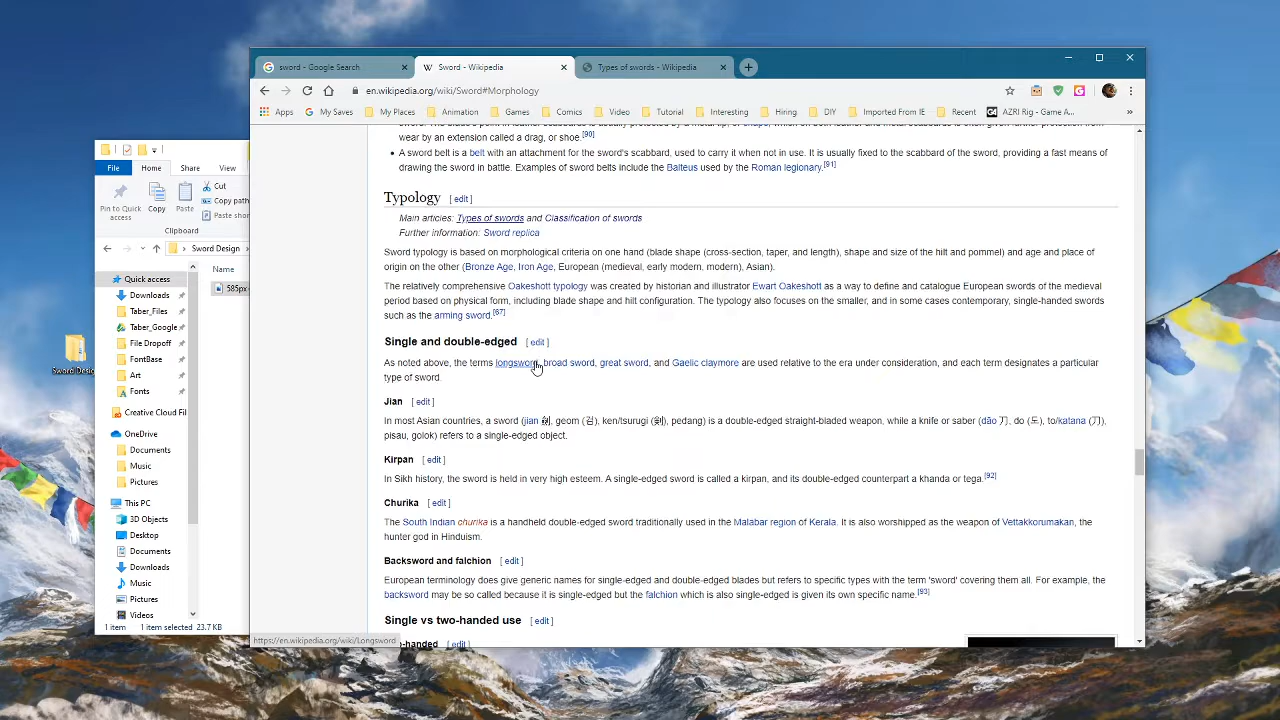 sword - Google Search
Sword - Wikipedia
Types of swords - Wikipedia
en.wikipedia.org/wiki/Sword#Morphology
Apps
My Saves
My Places
Animation
Games
Comics
Video
Tutorial
Interesting
Hiring
DIY
Imported From IE
Recent
AZRI Rig - Game A...
»
wear by an extension called a drag, or shoe.[90]
• A sword belt is a belt with an attachment for the sword's scabbard, used to carry it when not in use. It is usually fixed to the scabbard of the sword, providing a fast means of
drawing the sword in battle. Examples of sword belts include the Balteus used by the Roman legionary.[91]
Typology [ edit ]
Main articles: Types of swords and Classification of swords
Further information: Sword replica
Sword typology is based on morphological criteria on one hand (blade shape (cross-section, taper, and length), shape and size of the hilt and pommel) and age and place of
origin on the other (Bronze Age, Iron Age, European (medieval, early modern, modern), Asian).
The relatively comprehensive Oakeshott typology was created by historian and illustrator Ewart Oakeshott as a way to define and catalogue European swords of the medieval
period based on physical form, including blade shape and hilt configuration. The typology also focuses on the smaller, and in some cases contemporary, single-handed swords
such as the arming sword.[67]
Single and double-edged [ edit ]
As noted above, the terms longsword, broad sword, great sword, and Gaelic claymore are used relative to the era under consideration, and each term designates a particular
type of sword.
Jian [ edit ]
In most Asian countries, a sword (jian 劍, geom (검), ken/tsurugi (剣), pedang) is a double-edged straight-bladed weapon, while a knife or saber (dāo 刀, do (도), to/katana (刀),
pisau, golok) refers to a single-edged object.
Kirpan [ edit ]
In Sikh history, the sword is held in very high esteem. A single-edged sword is called a kirpan, and its double-edged counterpart a khanda or tega.[92]
Churika [ edit ]
The South Indian churika is a handheld double-edged sword traditionally used in the Malabar region of Kerala. It is also worshipped as the weapon of Vettakkorumakan, the
hunter god in Hinduism.
Backsword and falchion [ edit ]
European terminology does give generic names for single-edged and double-edged blades but refers to specific types with the term 'sword' covering them all. For example, the
backsword may be so called because it is single-edged but the falchion which is also single-edged is given its own specific name.[93]
Single vs two-handed use [ edit ]
-handed [ edit ]
https://en.wikipedia.org/wiki/Longsword
File
Home
Share
View
Pin to Quick
access
Copy
Paste
Cut
Copy path
Paste shor
Clipboard
Sword Design
Name
585px-
Quick access
Downloads
Taber_Files
Taber_Google
File Dropoff
FontBase
Art
Fonts
Creative Cloud Fil
OneDrive
Documents
Music
Pictures
This PC
3D Objects
Desktop
Documents
Downloads
Music
Pictures
Videos
1 item
1 item selected 23.7 KB
Sword Desig